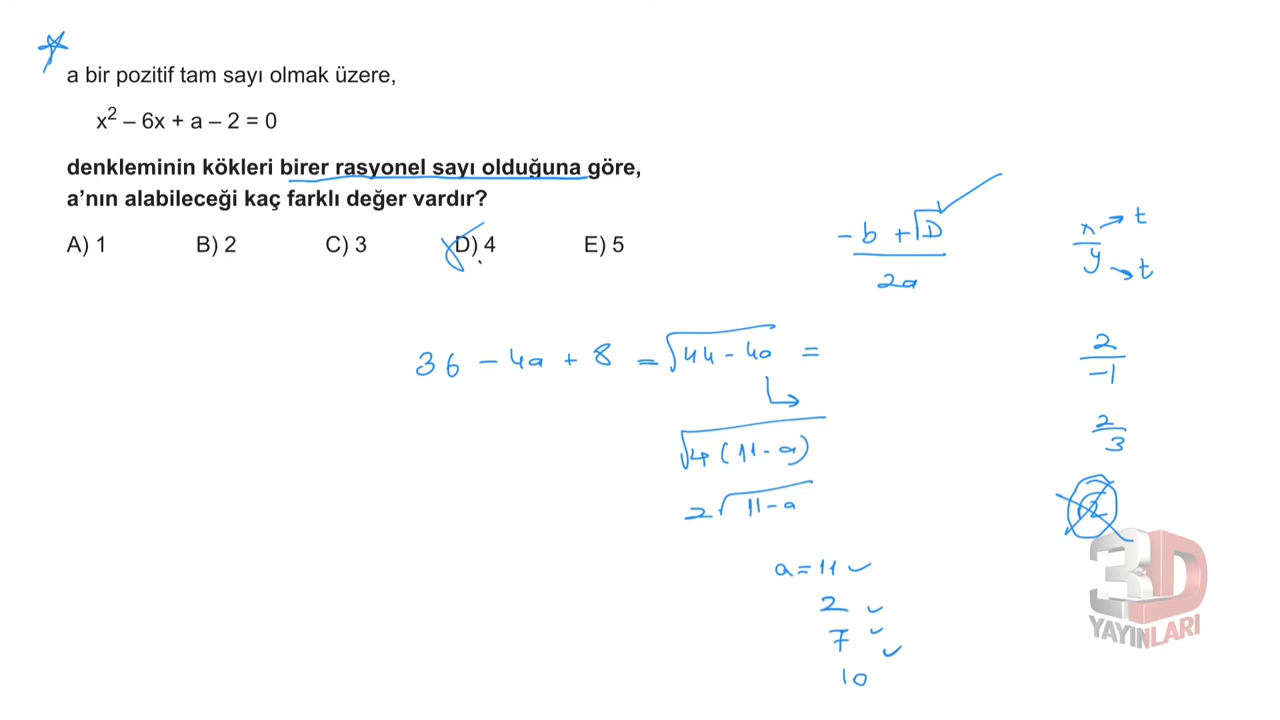 a bir pozitif tam sayı olmak üzere,
x² – 6x + a – 2 = 0
denkleminin kökleri birer rasyonel sayı olduğuna göre,
a’nın alabileceği kaç farklı değer vardır?
A) 1 B) 2 C) 3 D) 4 E) 5
-b + √D
2a
x → t
y → t
36 - 4a + 8 = √44 - 4a =
√4(11 - a)
2√11 - a
2
-1
2
3
a = 11
2
7
10
3D
YAYINLARI